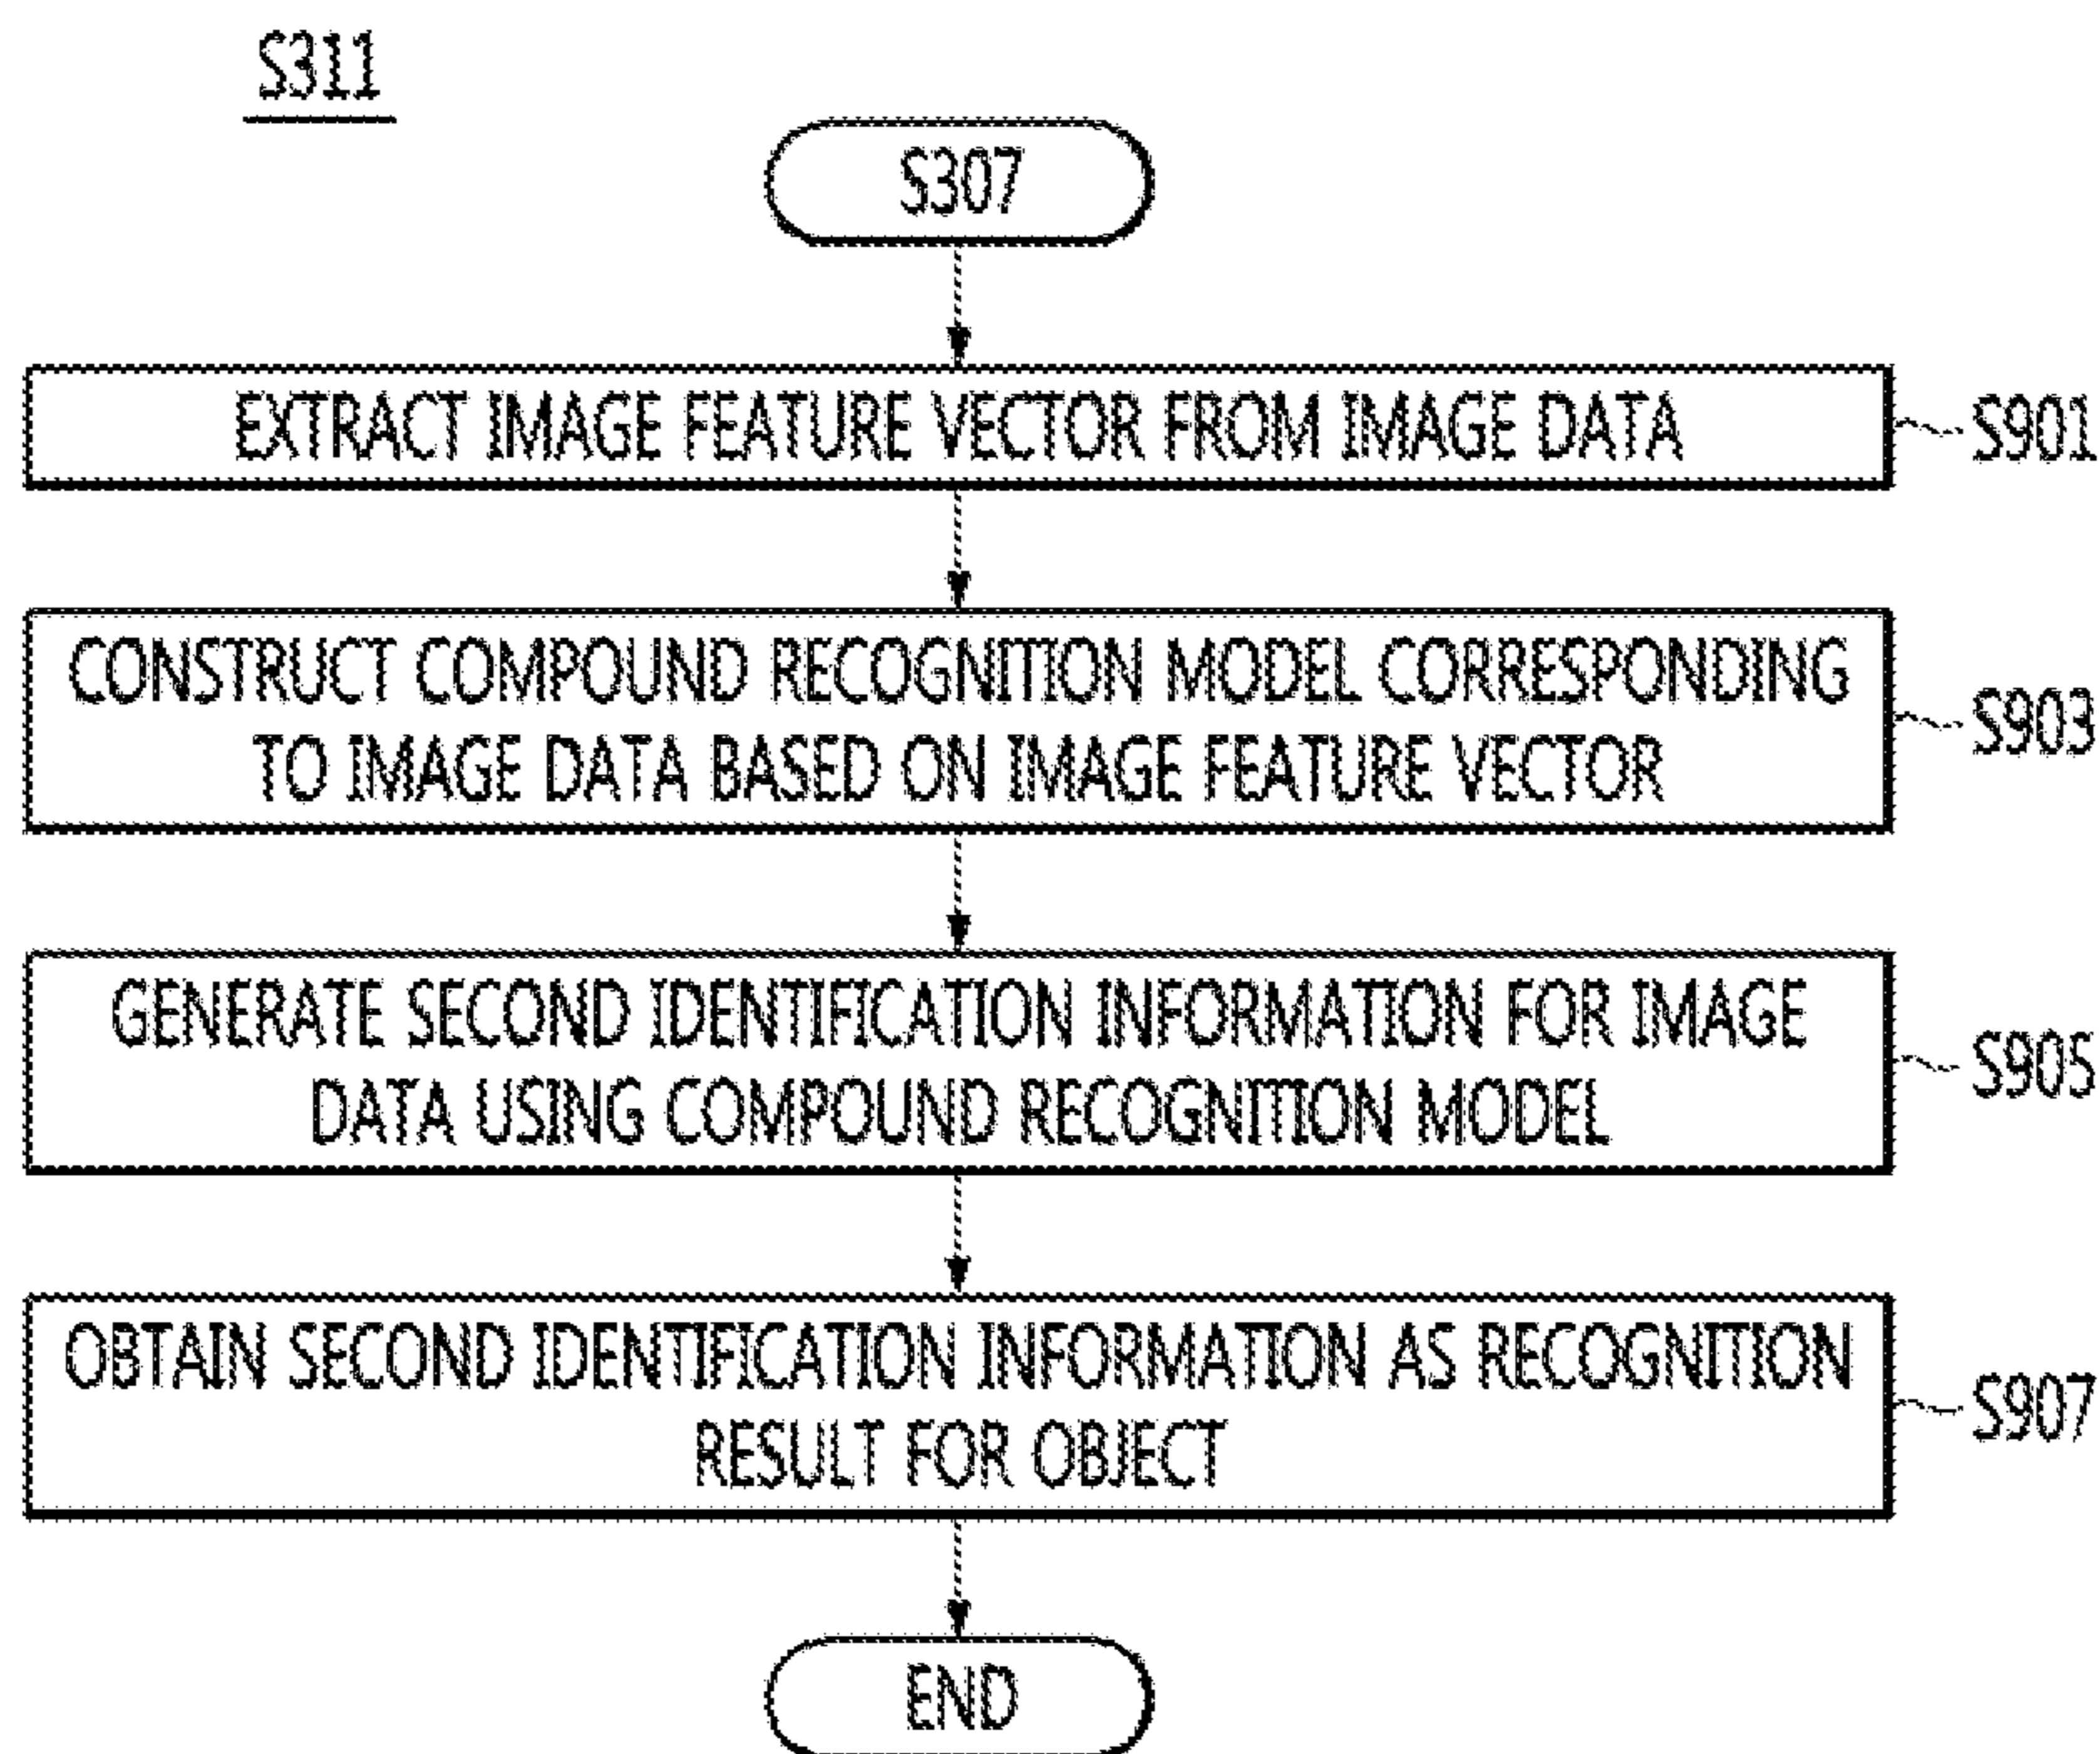 S311
S307
EXTRACT IMAGE FEATURE VECTOR FROM IMAGE DATA
S901
CONSTRUCT COMPOUND RECOGNITION MODEL CORRESPONDING
TO IMAGE DATA BASED ON IMAGE FEATURE VECTOR
S903
GENERATE SECOND IDENTIFICATION INFORMATION FOR IMAGE
DATA USING COMPOUND RECOGNITION MODEL
S905
OBTAIN SECOND IDENTIFICATION INFORMATION AS RECOGNITION
RESULT FOR OBJECT
S907
END